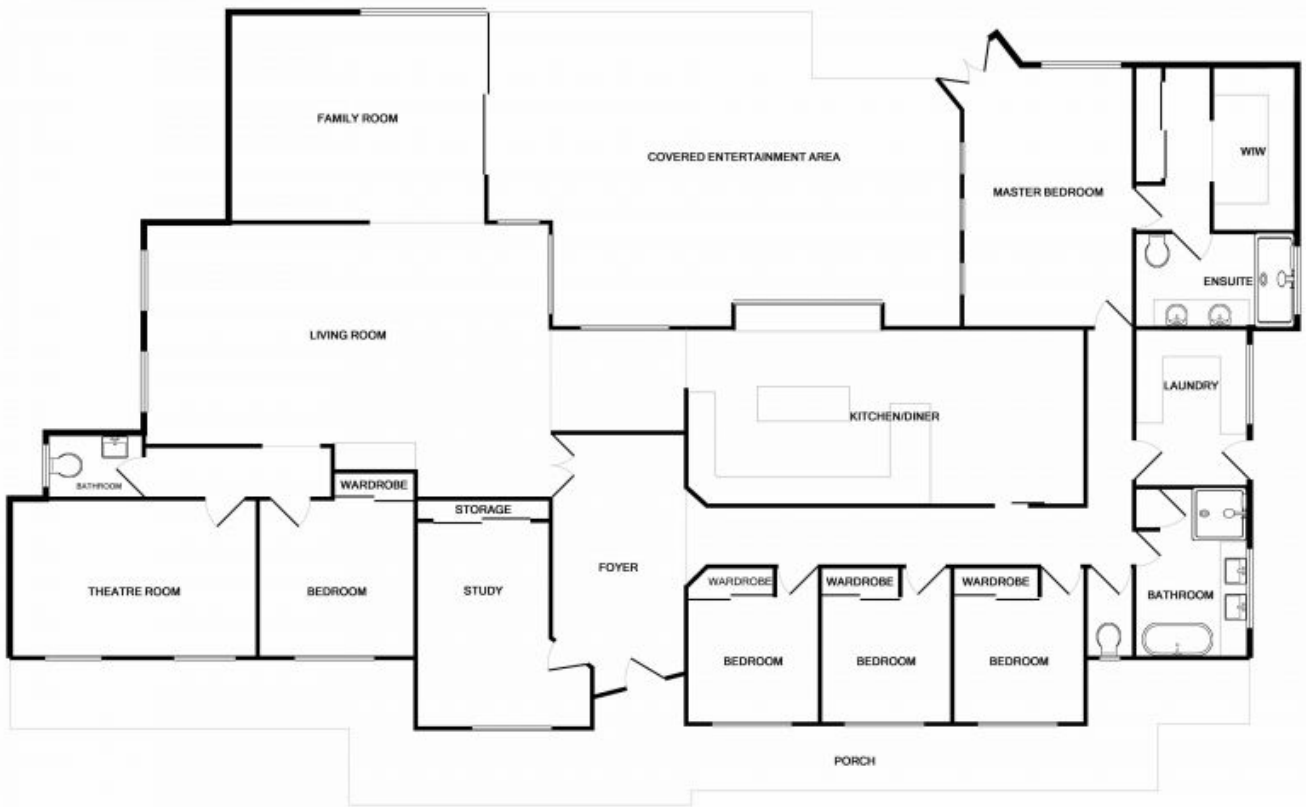 FAMILY ROOM
COVERED ENTERTAINMENT AREA
WIW
MASTER BEDROOM
ENSUITE
LIVING ROOM
LAUNDRY
KITCHEN/DINER
BATHROOM
WARDROBE
STORAGE
THEATRE ROOM
BEDROOM
STUDY
FOYER
WARDROBE
WARDROBE
WARDROBE
BATHROOM
BEDROOM
BEDROOM
BEDROOM
PORCH